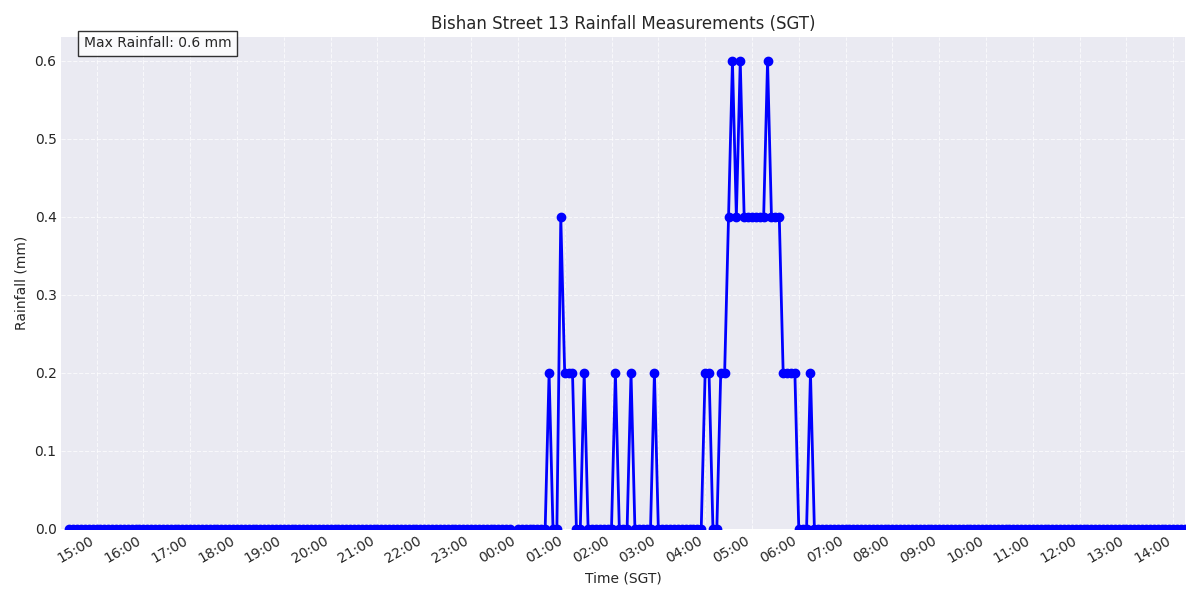 Bishan Street 13 Rainfall Measurements (SGT)
Max Rainfall: 0.6 mm
0.6
0.5
0.4
0.3
0.2
0.1
0.0
Rainfall (mm)
15:00 16:00 17:00 18:00 19:00 20:00 21:00 22:00 23:00 00:00 01:00 02:00 03:00 04:00 05:00 06:00 07:00 08:00 09:00 10:00 11:00 12:00 13:00 14:00
Time (SGT)